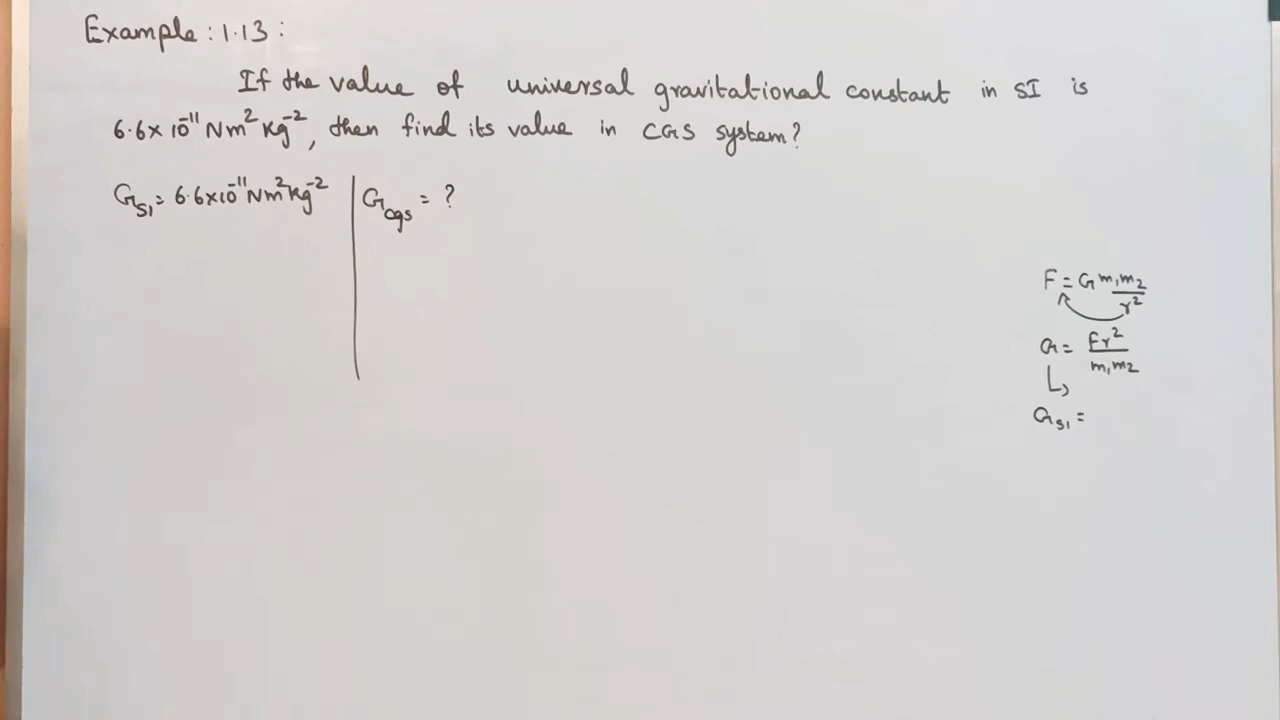 Example : 1.13 :
If the value of universal gravitational constant in SI is
6.6 x 10⁻¹¹ Nm² Kg⁻², then find its value in CGS system?
G_SI = 6.6x10⁻¹¹ Nm² Kg⁻²
G_cgs = ?
F = G m₁m₂/r²
G = Fr²/m₁m₂
G_SI =